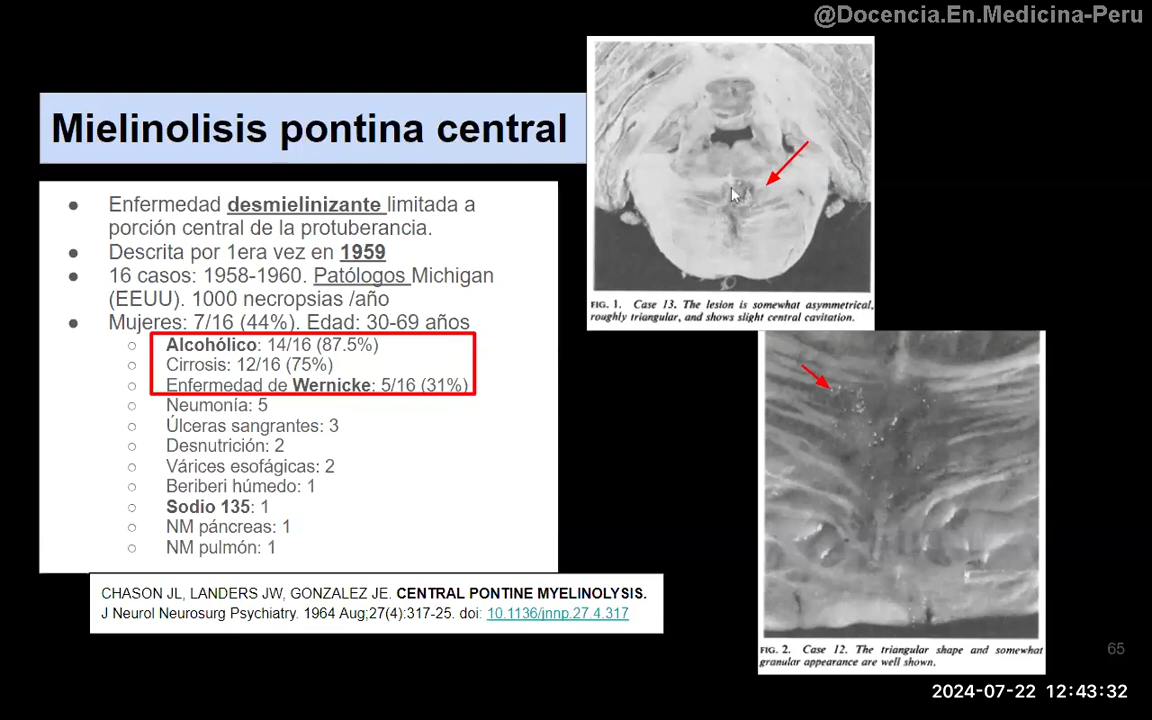 @Docencia.En.Medicina-Peru
Mielinolisis pontina central
● Enfermedad desmielinizante limitada a
porción central de la protuberancia.
● Descrita por 1era vez en 1959
● 16 casos: 1958-1960. Patólogos Michigan
(EEUU). 1000 necropsias /año
● Mujeres: 7/16 (44%). Edad: 30-69 años
○ Alcohólico: 14/16 (87.5%)
○ Cirrosis: 12/16 (75%)
○ Enfermedad de Wernicke: 5/16 (31%)
○ Neumonía: 5
○ Úlceras sangrantes: 3
○ Desnutrición: 2
○ Várices esofágicas: 2
○ Beriberi húmedo: 1
○ Sodio 135: 1
○ NM páncreas: 1
○ NM pulmón: 1
CHASON JL, LANDERS JW, GONZALEZ JE. CENTRAL PONTINE MYELINOLYSIS.
J Neurol Neurosurg Psychiatry. 1964 Aug;27(4):317-25. doi: 10.1136/jnnp.27.4.317
FIG. 1. Case 13. The lesion is somewhat asymmetrical,
roughly triangular, and shows slight central cavitation.
FIG. 2. Case 12. The triangular shape and somewhat
granular appearance are well shown.
65
2024-07-22 12:43:32